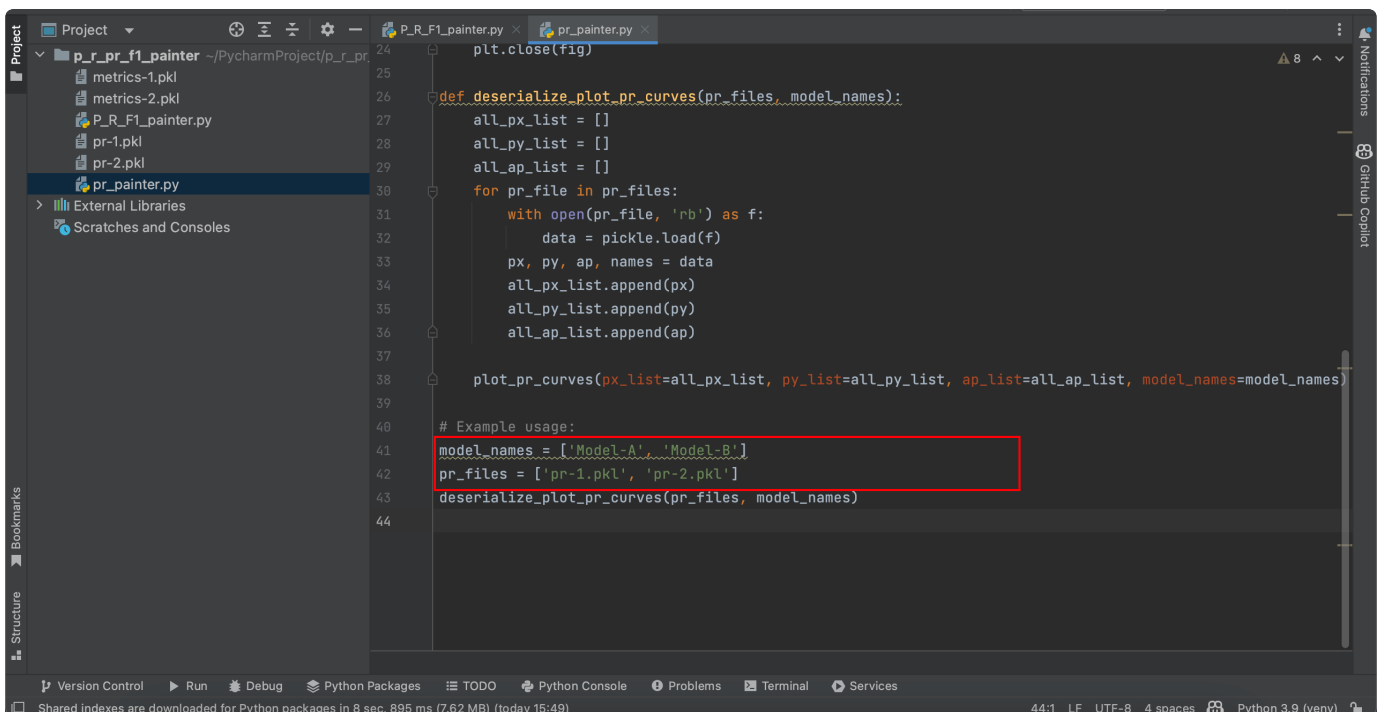 Project
P_R_F1_painter.py
pr_painter.py
Project
p_r_pr_f1_painter ~/PycharmProject/p_r_pr
metrics-1.pkl
metrics-2.pkl
P_R_F1_painter.py
pr-1.pkl
pr-2.pkl
pr_painter.py
External Libraries
Scratches and Consoles
8
24 plt.close(fig)
25
26 def deserialize_plot_pr_curves(pr_files, model_names):
27 all_px_list = []
28 all_py_list = []
29 all_ap_list = []
30 for pr_file in pr_files:
31 with open(pr_file, 'rb') as f:
32 data = pickle.load(f)
33 px, py, ap, names = data
34 all_px_list.append(px)
35 all_py_list.append(py)
36 all_ap_list.append(ap)
37
38 plot_pr_curves(px_list=all_px_list, py_list=all_py_list, ap_list=all_ap_list, model_names=model_names)
39
40 # Example usage:
41 model_names = ['Model-A', 'Model-B']
42 pr_files = ['pr-1.pkl', 'pr-2.pkl']
43 deserialize_plot_pr_curves(pr_files, model_names)
44
Notifications
GitHub Copilot
Bookmarks
Structure
Version Control Run Debug Python Packages TODO Python Console Problems Terminal Services
Shared indexes are downloaded for Python packages in 8 sec, 895 ms (7.62 MB) (today 15:49) 44:1 LF UTF-8 4 spaces Python 3.9 (venv)